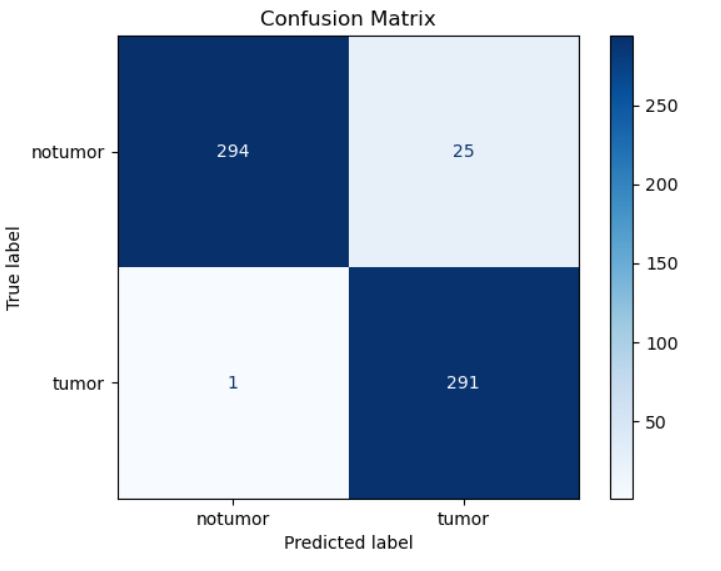 Confusion Matrix
True label
notumor
294
25
tumor
1
291
notumor
tumor
Predicted label
250
200
150
100
50